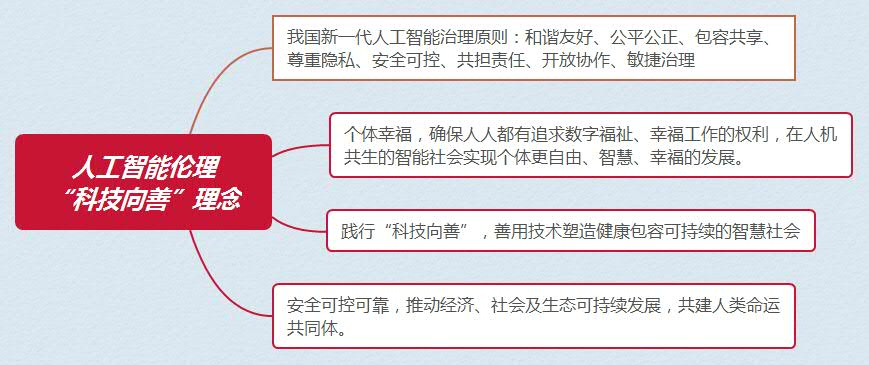 人工智能伦理
“科技向善”理念
我国新一代人工智能治理原则：和谐友好、公平公正、包容共享、
尊重隐私、安全可控、共担责任、开放协作、敏捷治理
个体幸福，确保人人都有追求数字福祉、幸福工作的权利，在人机
共生的智能社会实现个体更自由、智慧、幸福的发展。
践行“科技向善”，善用技术塑造健康包容可持续的智慧社会
安全可控可靠，推动经济、社会及生态可持续发展，共建人类命运
共同体。